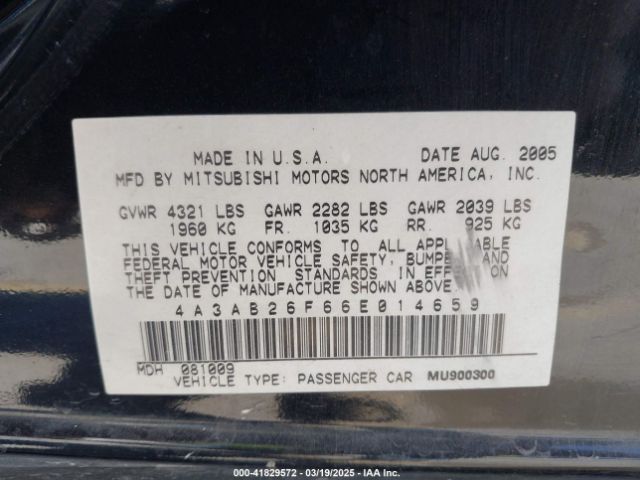 MADE IN U.S.A. DATE AUG. 2005
MFD BY MITSUBISHI MOTORS NORTH AMERICA, INC.
GVWR 4321 LBS GAWR 2282 LBS GAWR 2039 LBS
1960 KG FR. 1035 KG RR. 925 KG
THIS VEHICLE CONFORMS TO ALL APPLICABLE
FEDERAL MOTOR VEHICLE SAFETY, BUMPER AND
THEFT PREVENTION STANDARDS IN EFFECT ON
THE DATE OF MANUFACTURE SHOWN ABOVE.
4A3AB26F66E014659
MDH 081009
VEHICLE TYPE: PASSENGER CAR MU900300
000-41829572 — 03/19/2025 — IAAI.COM